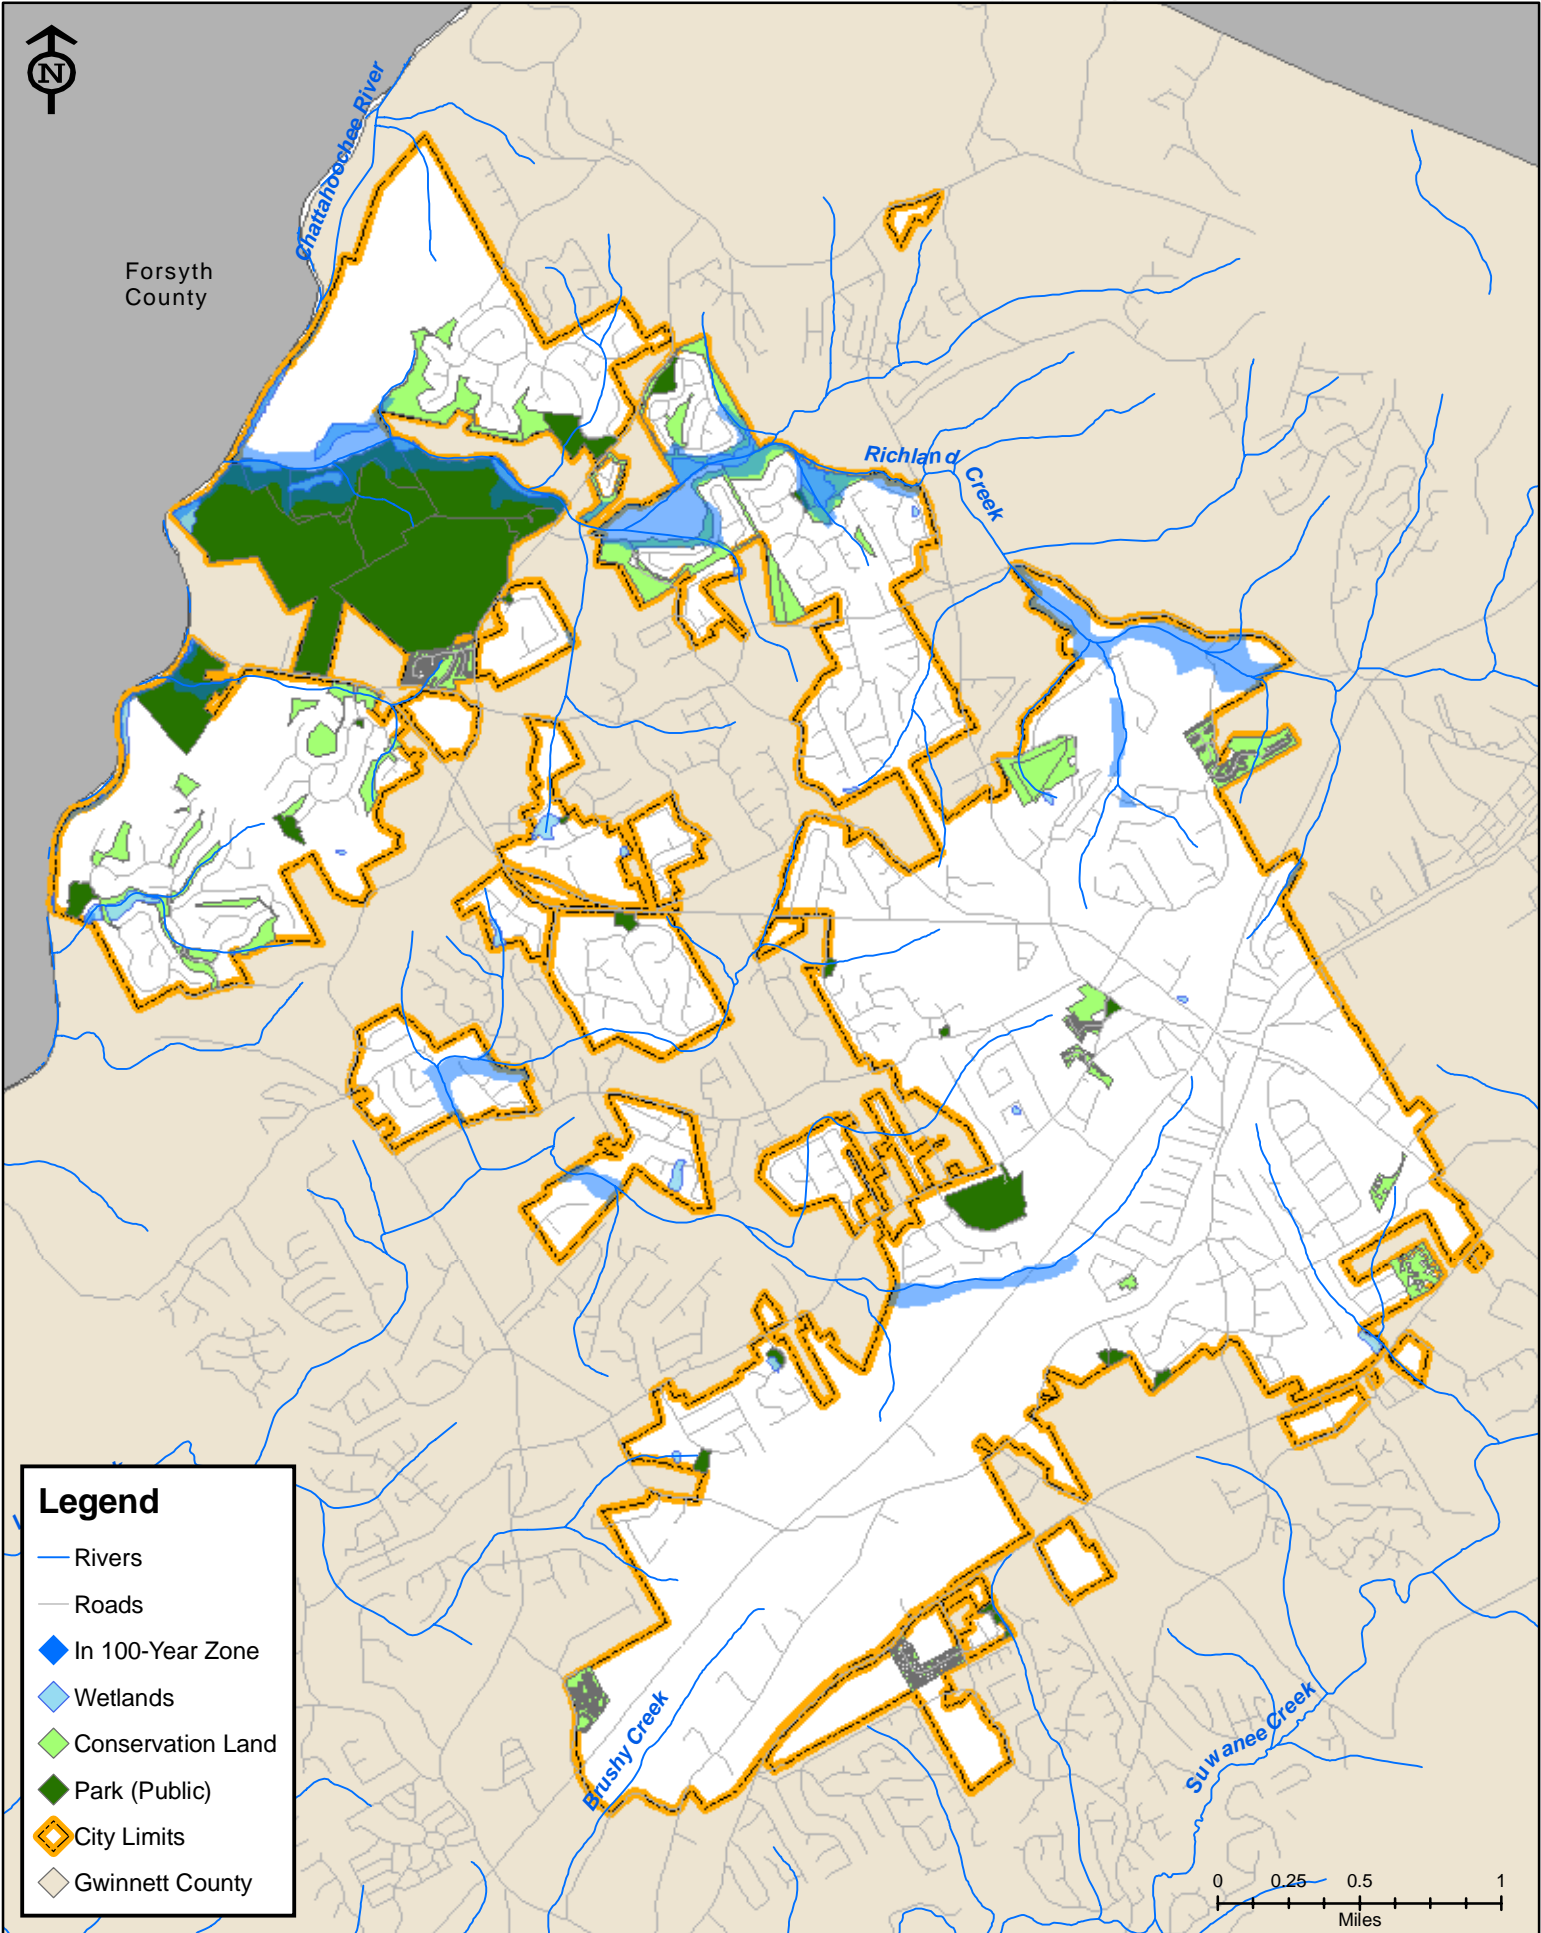 N
Chattahoochee River
Forsyth
County
Richland Creek
Legend
Rivers
Roads
In 100-Year Zone
Wetlands
Conservation Land
Park (Public)
City Limits
Gwinnett County
Brushy Creek
Suwanee Creek
0 0.25 0.5 1
Miles